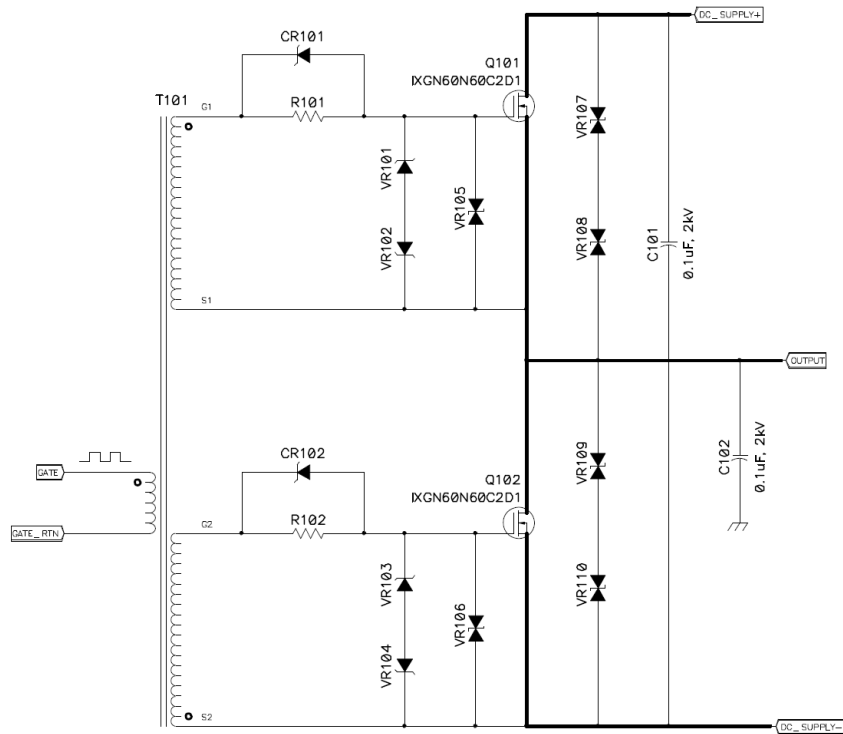 DC_SUPPLY+
CR101
Q101
IXGN60N60C2D1
T101
G1
R101
VR107
VR101
VR105
VR102
VR108
C101
0.1uF, 2kV
S1
OUTPUT
CR102
GATE
Q102
IXGN60N60C2D1
VR109
C102
0.1uF, 2kV
G2
R102
GATE_RTN
VR103
VR106
VR110
VR104
S2
DC_SUPPLY-